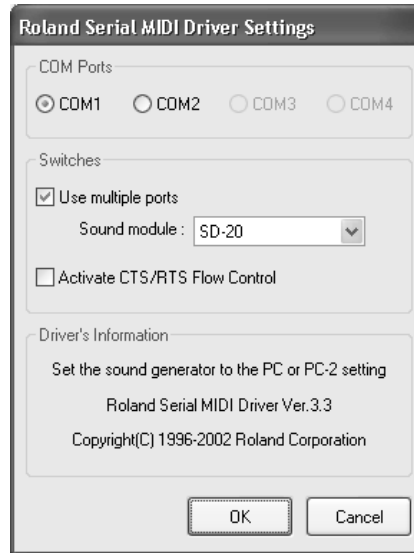 Roland Serial MIDI Driver Settings
COM Ports
COM1 COM2 COM3 COM4
Switches
Use multiple ports
Sound module : SD-20
Activate CTS/RTS Flow Control
Driver's Information
Set the sound generator to the PC or PC-2 setting
Roland Serial MIDI Driver Ver.3.3
Copyright(C) 1996-2002 Roland Corporation
OK Cancel